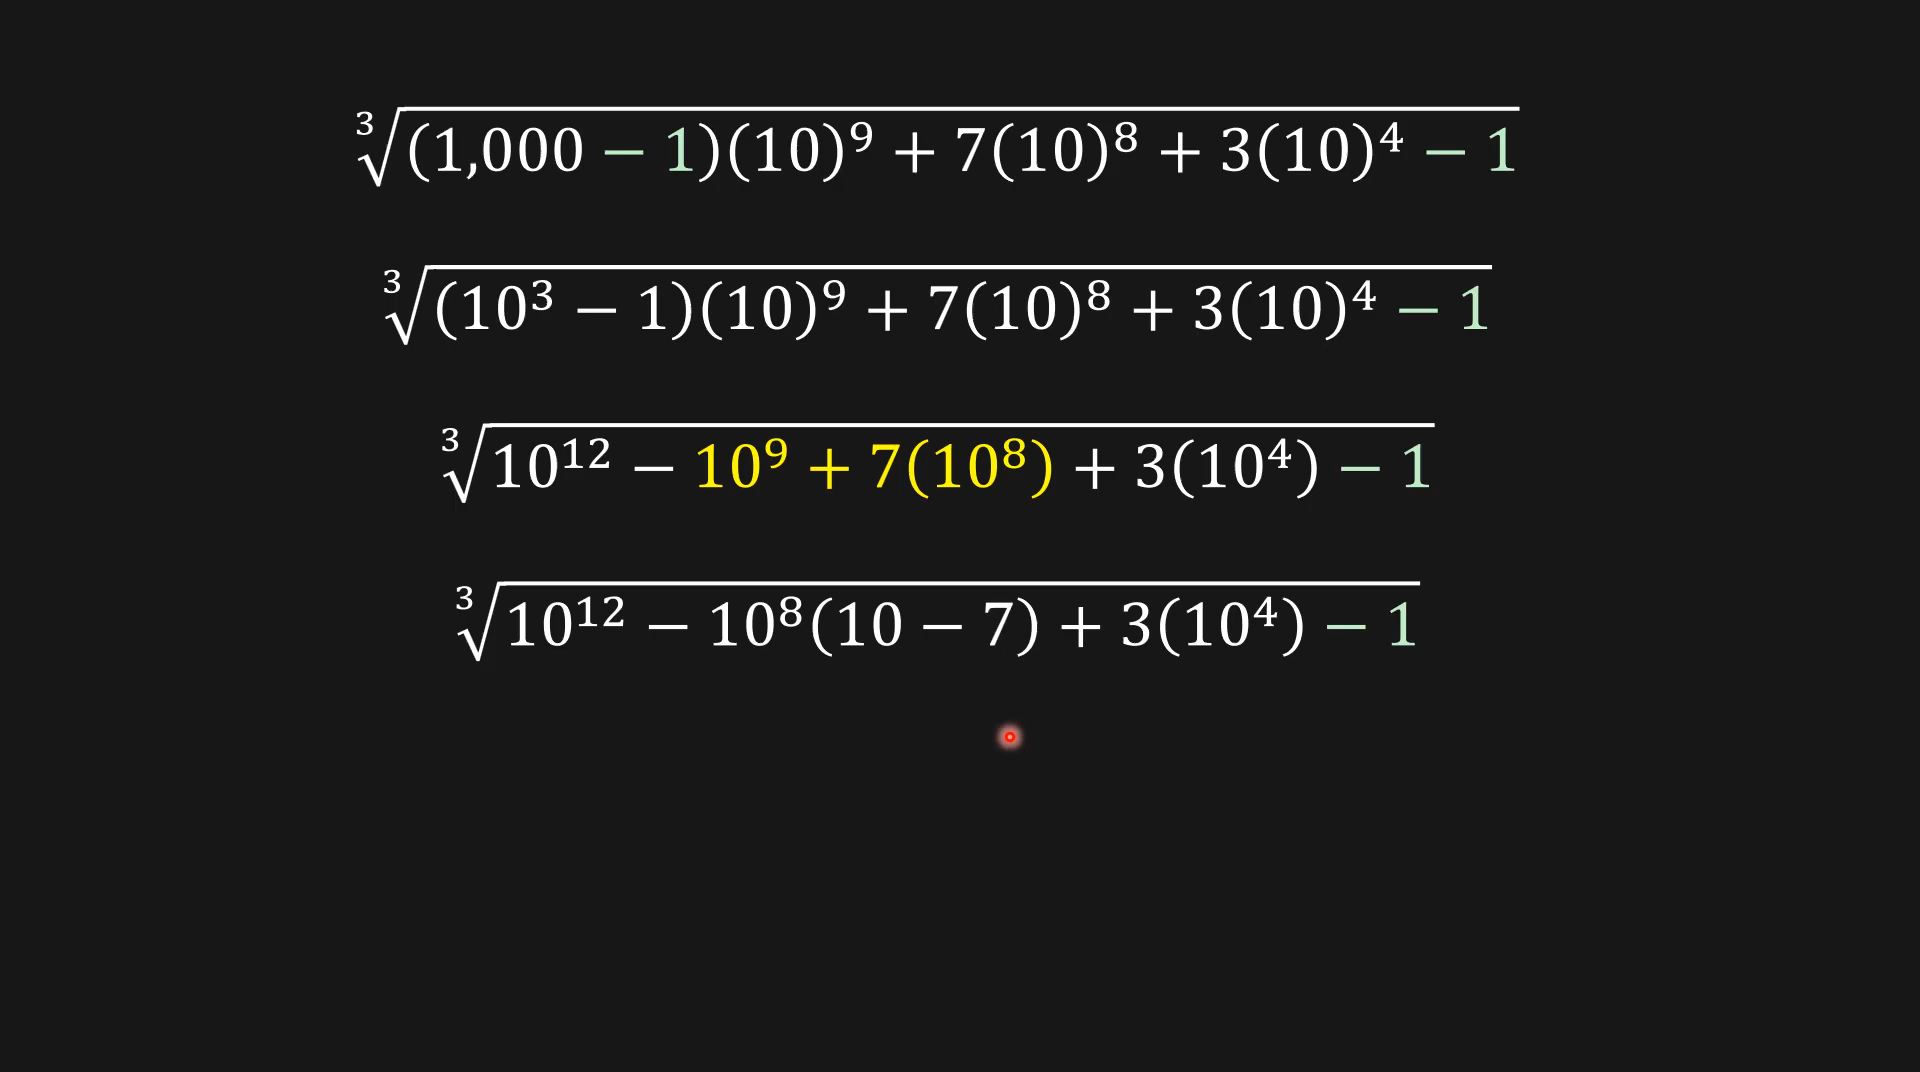 ∛((1,000 − 1)(10)⁹ + 7(10)⁸ + 3(10)⁴ − 1)
∛((10³ − 1)(10)⁹ + 7(10)⁸ + 3(10)⁴ − 1)
∛(10¹² − 10⁹ + 7(10⁸) + 3(10⁴) − 1)
∛(10¹² − 10⁸(10 − 7) + 3(10⁴) − 1)